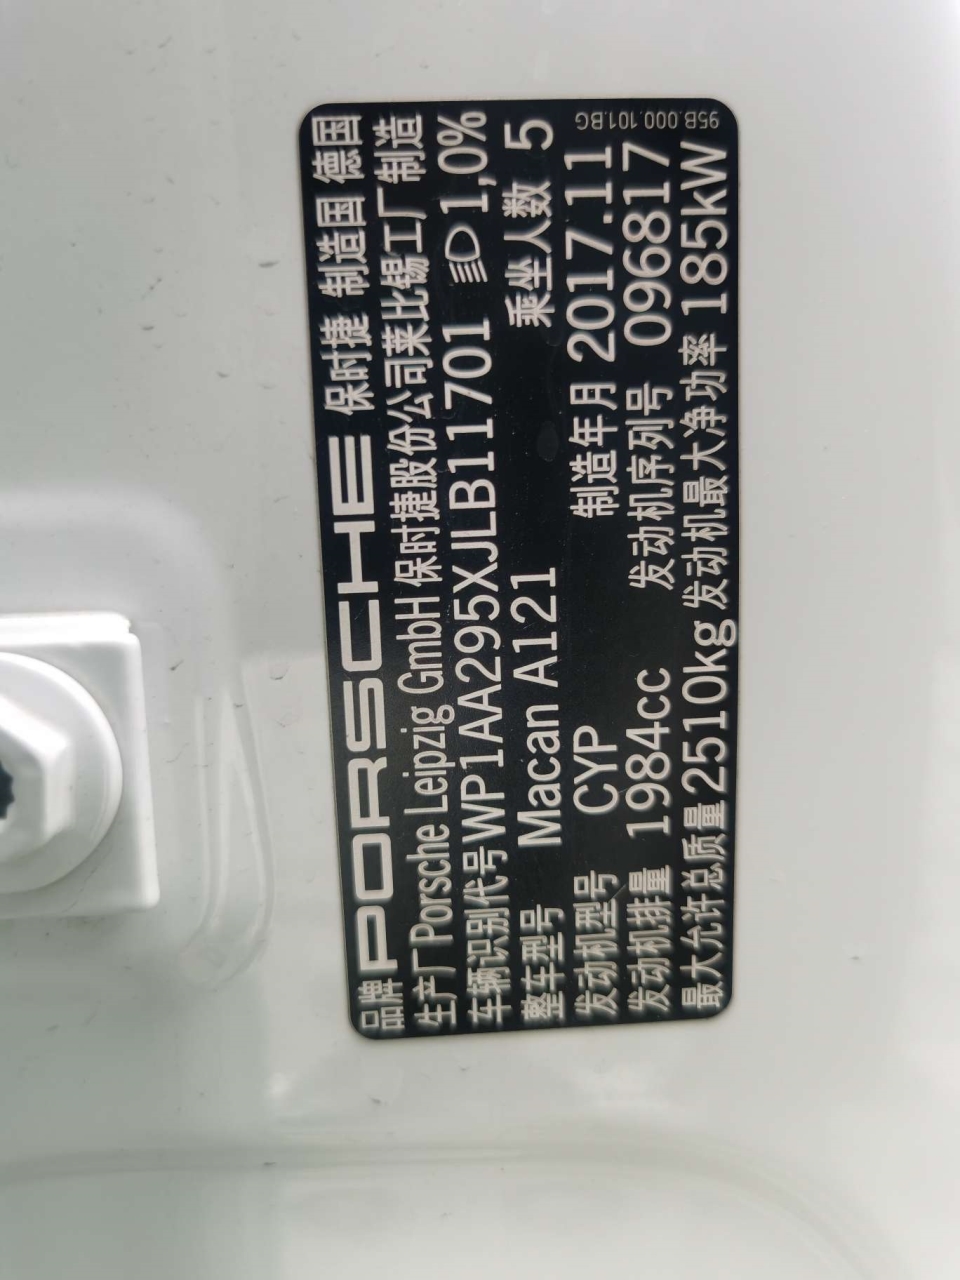 品牌 PORSCHE 保时捷 制造国 德国
生产厂 Porsche Leipzig GmbH 保时捷股份公司莱比锡工厂制造
车辆识别代号 WP1AA295XJLB11701 1,0%
整车型号 Macan A121 乘坐人数 5
发动机型号 CYP 制造年月 2017.11
发动机排量 1984cc 发动机序列号 096817
最大允许总质量 2510kg 发动机最大净功率 185kW
95B.000.101.BG